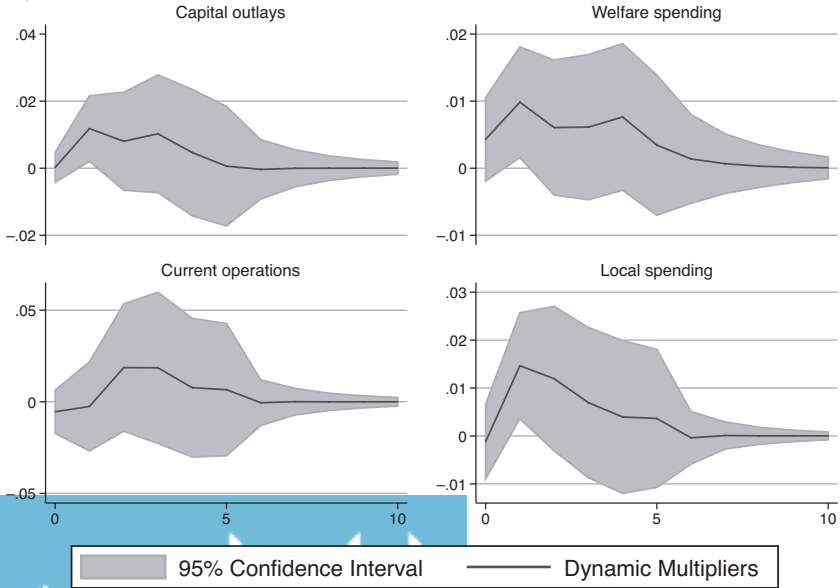 Capital outlays
.04
.02
0
–.02
Welfare spending
.02
.01
0
–.01
Current operations
.05
0
–.05
0 5 10
Local spending
.03
.02
.01
0
–.01
0 5 10
95% Confidence Interval Dynamic Multipliers